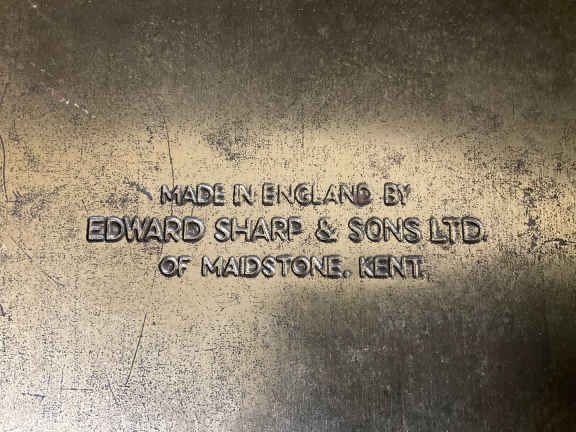 MADE IN ENGLAND BY
EDWARD SHARP & SONS LTD.
OF MAIDSTONE. KENT.